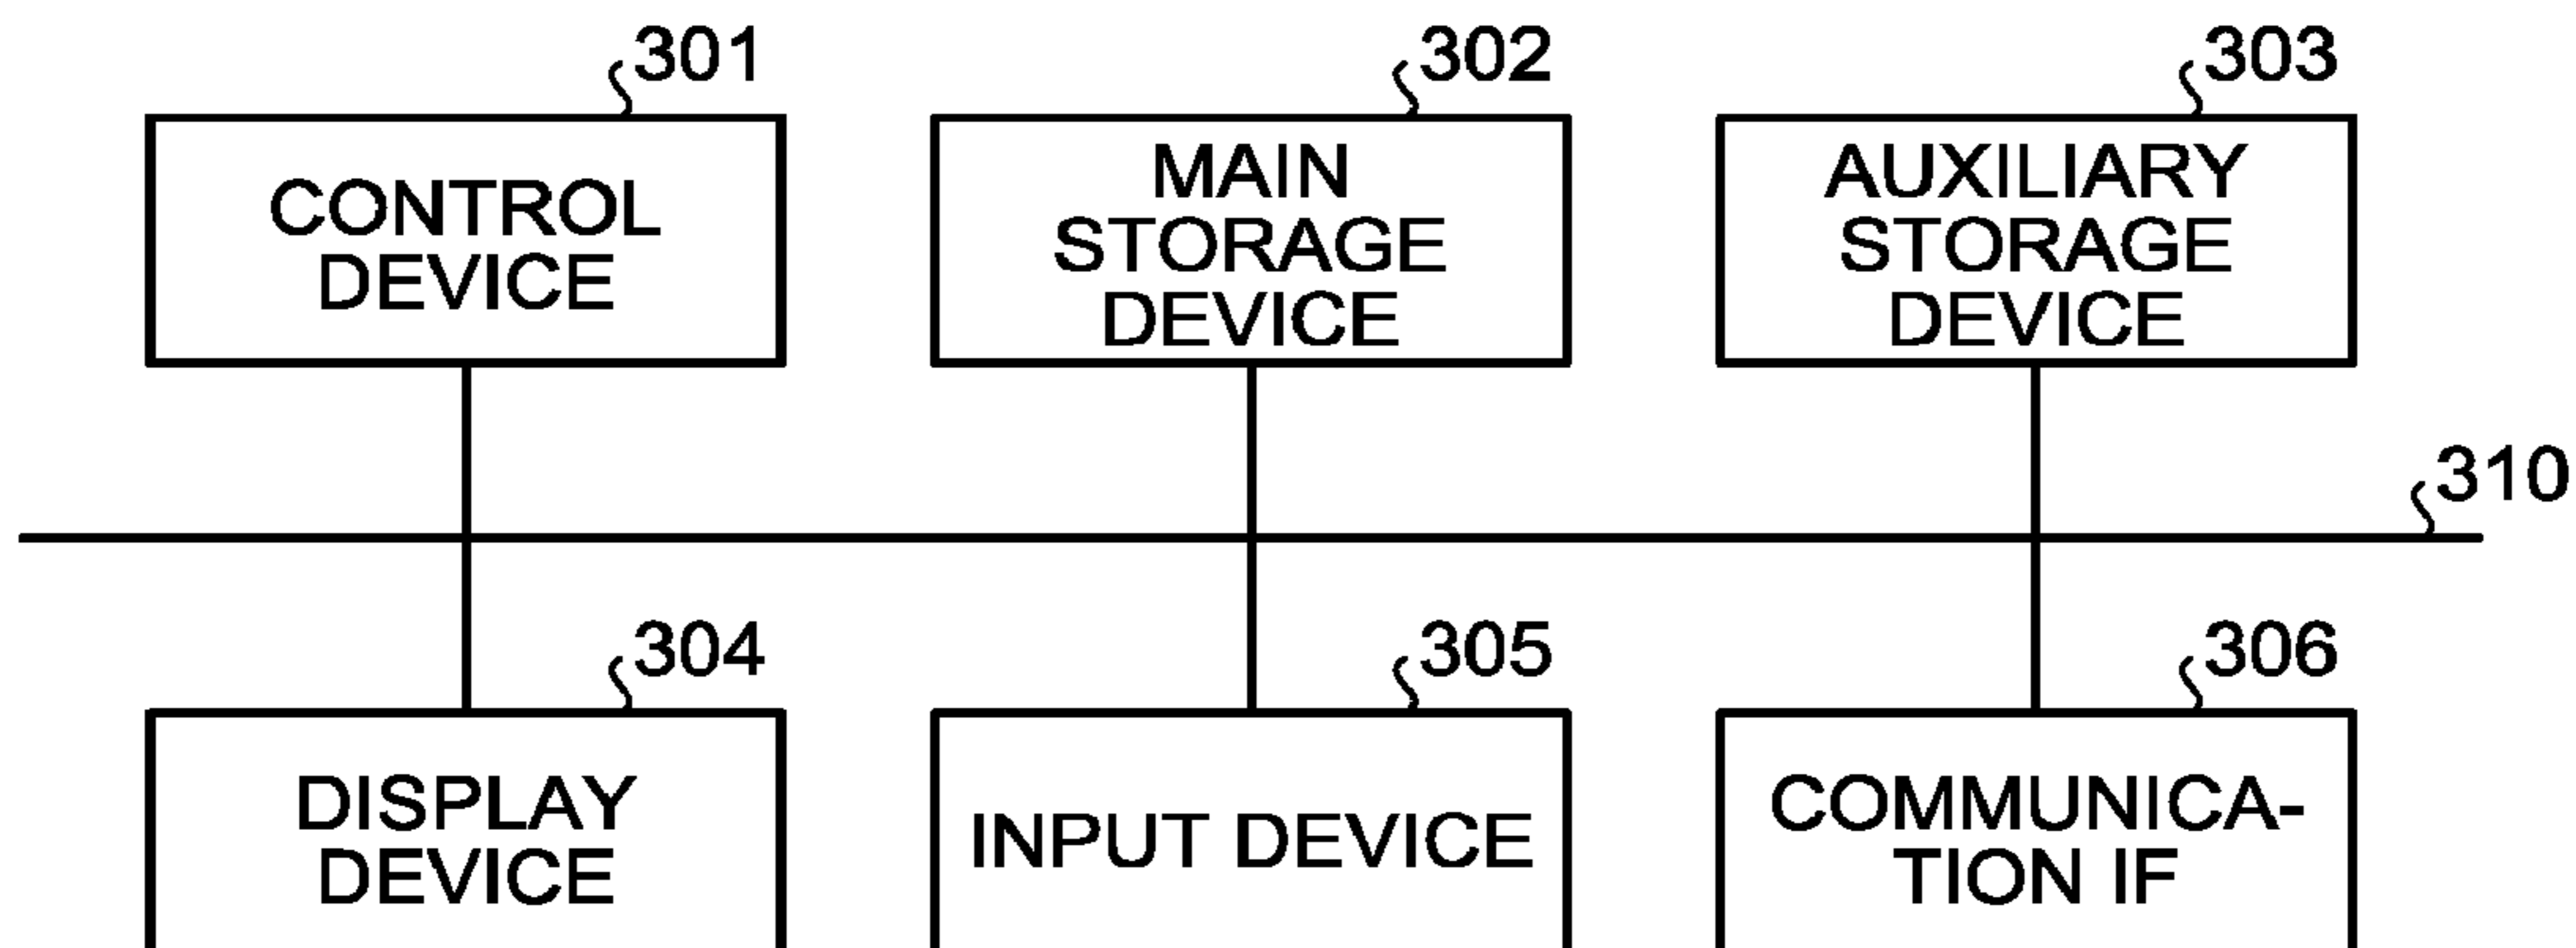 301
CONTROL
DEVICE
302
MAIN
STORAGE
DEVICE
303
AUXILIARY
STORAGE
DEVICE
310
304
DISPLAY
DEVICE
305
INPUT DEVICE
306
COMMUNICA-
TION IF